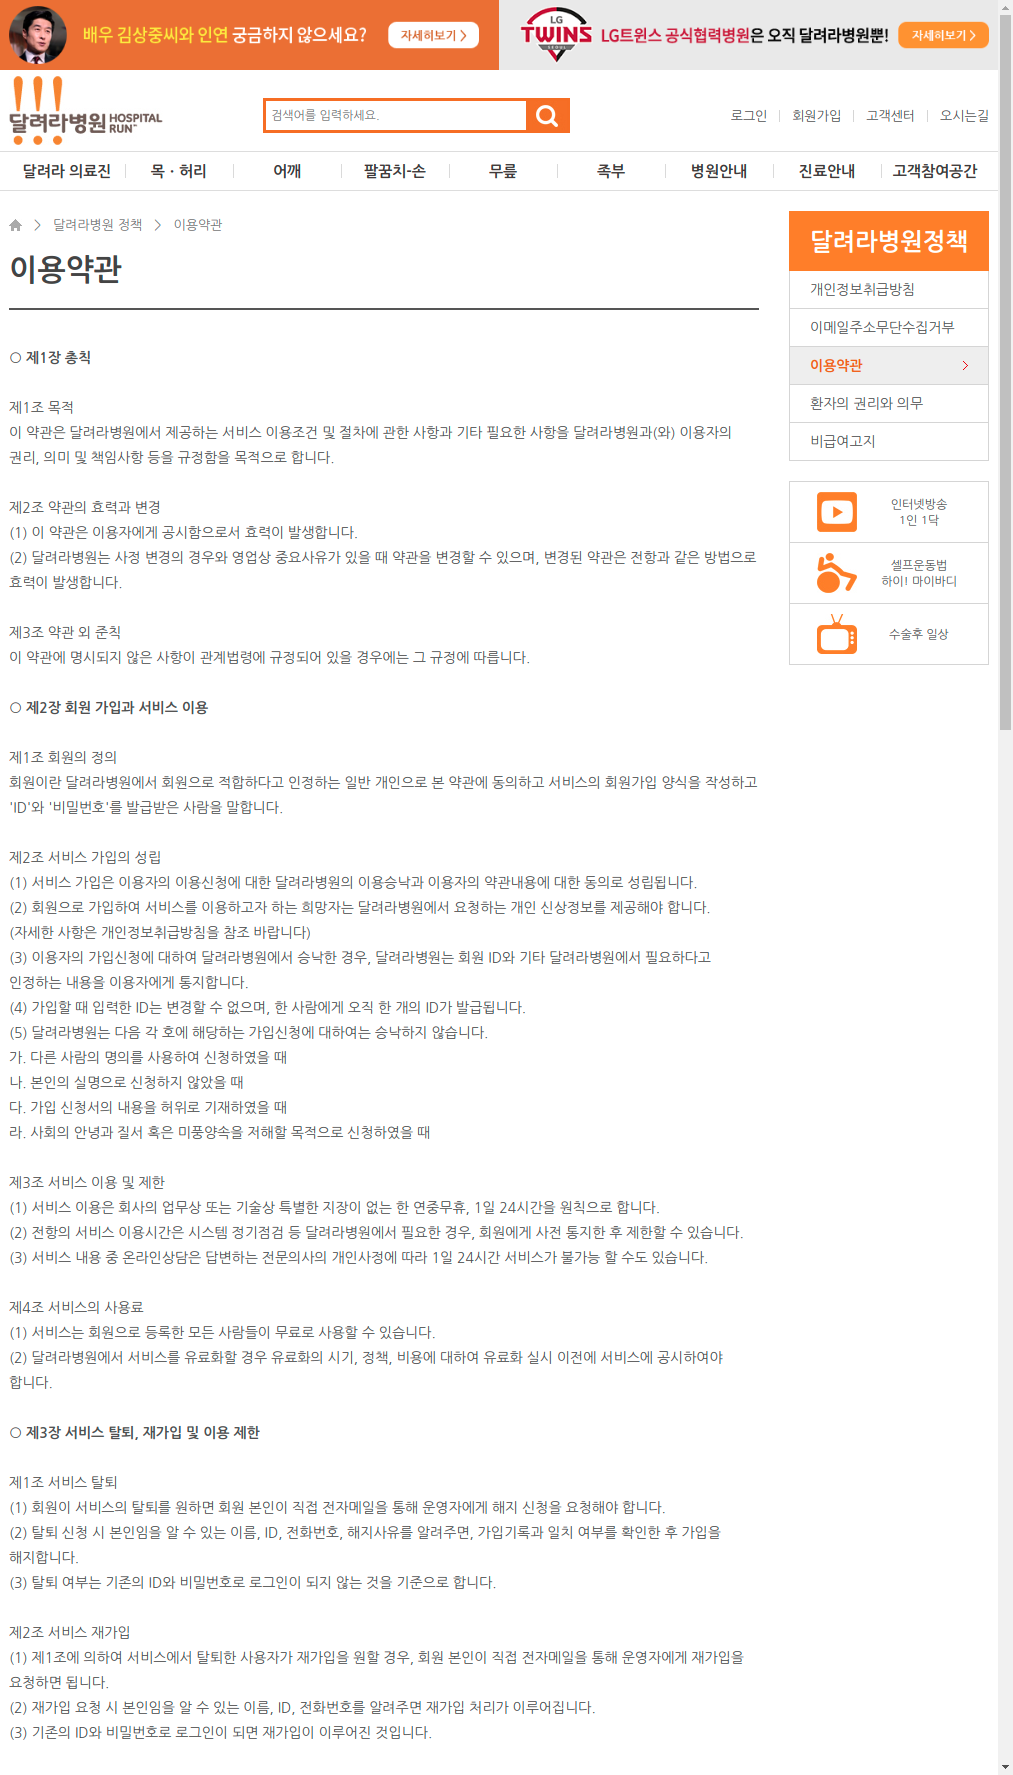 배우 김상중씨와 인연 궁금하지 않으세요?
자세히보기 >
LG
TWINS
SEOUL
LG트윈스 공식협력병원은 오직 달려라병원뿐!
자세히보기 >
달려라병원 HOSPITAL RUN™
검색어를 입력하세요.
로그인
회원가입
고객센터
오시는길
달려라 의료진
목 · 허리
어깨
팔꿈치-손
무릎
족부
병원안내
진료안내
고객참여공간
> 달려라병원 정책 > 이용약관
이용약관
○ 제1장 총칙
제1조 목적
이 약관은 달려라병원에서 제공하는 서비스 이용조건 및 절차에 관한 사항과 기타 필요한 사항을 달려라병원과(와) 이용자의
권리, 의미 및 책임사항 등을 규정함을 목적으로 합니다.
제2조 약관의 효력과 변경
(1) 이 약관은 이용자에게 공시함으로서 효력이 발생합니다.
(2) 달려라병원는 사정 변경의 경우와 영업상 중요사유가 있을 때 약관을 변경할 수 있으며, 변경된 약관은 전항과 같은 방법으로
효력이 발생합니다.
제3조 약관 외 준칙
이 약관에 명시되지 않은 사항이 관계법령에 규정되어 있을 경우에는 그 규정에 따릅니다.
○ 제2장 회원 가입과 서비스 이용
제1조 회원의 정의
회원이란 달려라병원에서 회원으로 적합하다고 인정하는 일반 개인으로 본 약관에 동의하고 서비스의 회원가입 양식을 작성하고
'ID'와 '비밀번호'를 발급받은 사람을 말합니다.
제2조 서비스 가입의 성립
(1) 서비스 가입은 이용자의 이용신청에 대한 달려라병원의 이용승낙과 이용자의 약관내용에 대한 동의로 성립됩니다.
(2) 회원으로 가입하여 서비스를 이용하고자 하는 희망자는 달려라병원에서 요청하는 개인 신상정보를 제공해야 합니다.
(자세한 사항은 개인정보취급방침을 참조 바랍니다)
(3) 이용자의 가입신청에 대하여 달려라병원에서 승낙한 경우, 달려라병원는 회원 ID와 기타 달려라병원에서 필요하다고
인정하는 내용을 이용자에게 통지합니다.
(4) 가입할 때 입력한 ID는 변경할 수 없으며, 한 사람에게 오직 한 개의 ID가 발급됩니다.
(5) 달려라병원는 다음 각 호에 해당하는 가입신청에 대하여는 승낙하지 않습니다.
가. 다른 사람의 명의를 사용하여 신청하였을 때
나. 본인의 실명으로 신청하지 않았을 때
다. 가입 신청서의 내용을 허위로 기재하였을 때
라. 사회의 안녕과 질서 혹은 미풍양속을 저해할 목적으로 신청하였을 때
제3조 서비스 이용 및 제한
(1) 서비스 이용은 회사의 업무상 또는 기술상 특별한 지장이 없는 한 연중무휴, 1일 24시간을 원칙으로 합니다.
(2) 전항의 서비스 이용시간은 시스템 정기점검 등 달려라병원에서 필요한 경우, 회원에게 사전 통지한 후 제한할 수 있습니다.
(3) 서비스 내용 중 온라인상담은 답변하는 전문의사의 개인사정에 따라 1일 24시간 서비스가 불가능 할 수도 있습니다.
제4조 서비스의 사용료
(1) 서비스는 회원으로 등록한 모든 사람들이 무료로 사용할 수 있습니다.
(2) 달려라병원에서 서비스를 유료화할 경우 유료화의 시기, 정책, 비용에 대하여 유료화 실시 이전에 서비스에 공시하여야
합니다.
○ 제3장 서비스 탈퇴, 재가입 및 이용 제한
제1조 서비스 탈퇴
(1) 회원이 서비스의 탈퇴를 원하면 회원 본인이 직접 전자메일을 통해 운영자에게 해지 신청을 요청해야 합니다.
(2) 탈퇴 신청 시 본인임을 알 수 있는 이름, ID, 전화번호, 해지사유를 알려주면, 가입기록과 일치 여부를 확인한 후 가입을
해지합니다.
(3) 탈퇴 여부는 기존의 ID와 비밀번호로 로그인이 되지 않는 것을 기준으로 합니다.
제2조 서비스 재가입
(1) 제1조에 의하여 서비스에서 탈퇴한 사용자가 재가입을 원할 경우, 회원 본인이 직접 전자메일을 통해 운영자에게 재가입을
요청하면 됩니다.
(2) 재가입 요청 시 본인임을 알 수 있는 이름, ID, 전화번호를 알려주면 재가입 처리가 이루어집니다.
(3) 기존의 ID와 비밀번호로 로그인이 되면 재가입이 이루어진 것입니다.
달려라병원정책
개인정보취급방침
이메일주소무단수집거부
이용약관
환자의 권리와 의무
비급여고지
인터넷방송
1인 1닥
셀프운동법
하이! 마이바디
수술후 일상